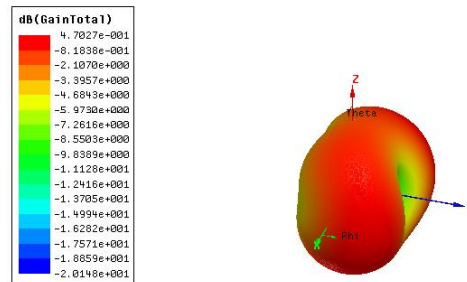 dB(GainTotal)
4.7027e-001
-8.1838e-001
-2.1070e+000
-3.3957e+000
-4.6843e+000
-5.9730e+000
-7.2616e+000
-8.5503e+000
-9.8389e+000
-1.1128e+001
-1.2416e+001
-1.3705e+001
-1.4994e+001
-1.6282e+001
-1.7571e+001
-1.8859e+001
-2.0148e+001
Z
Theta
Phi
X